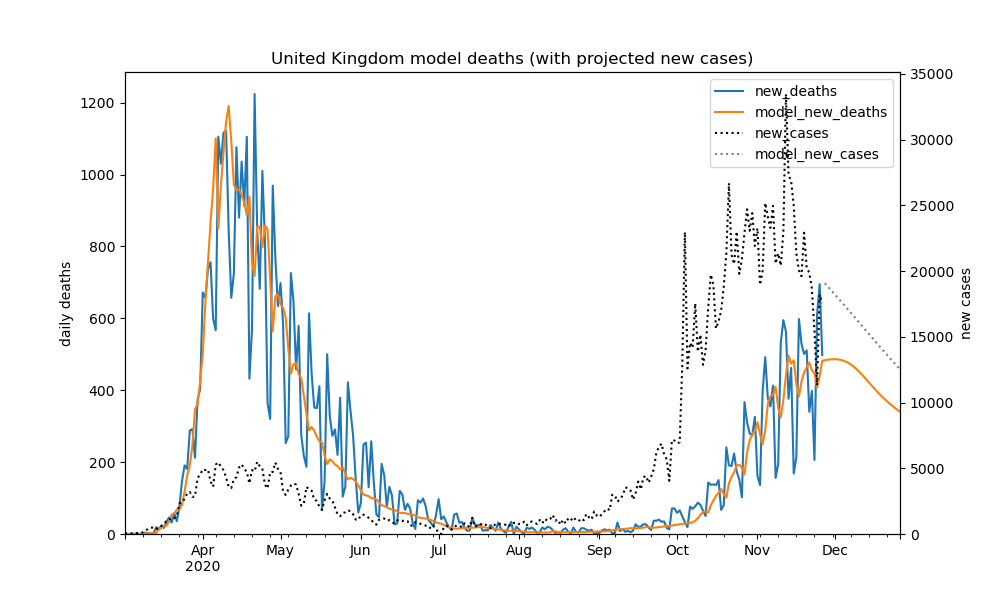 United Kingdom model deaths (with projected new cases)
new_deaths
model_new_deaths
new_cases
model_new_cases
daily deaths
new cases
1200
1000
800
600
400
200
0
35000
30000
25000
20000
15000
10000
5000
0
Apr
May
Jun
Jul
Aug
Sep
Oct
Nov
Dec
2020